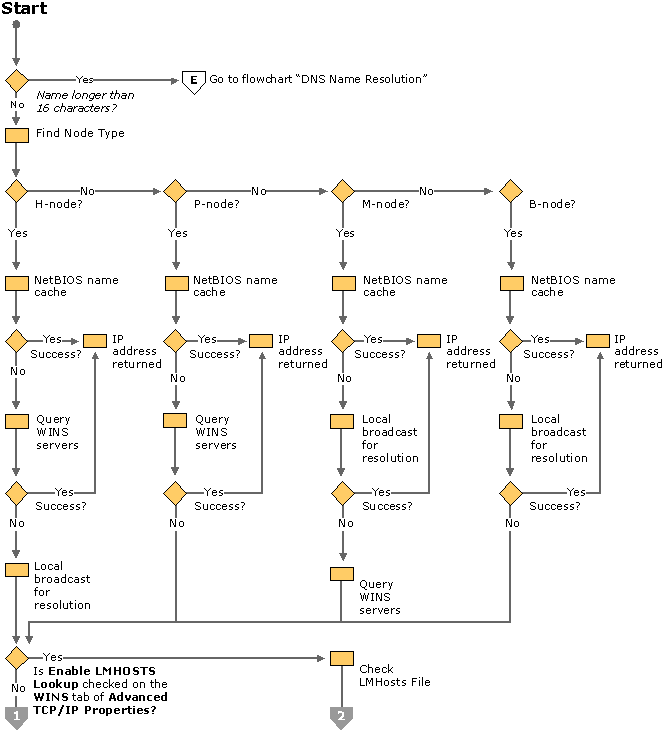 Start
Yes
E
Go to flowchart “DNS Name Resolution”
Name longer than
16 characters?
No
Find Node Type
No
No
No
H-node?
P-node?
M-node?
B-node?
Yes
Yes
Yes
Yes
NetBIOS name
cache
NetBIOS name
cache
NetBIOS name
cache
NetBIOS name
cache
Yes
Success?
IP
address
returned
Yes
Success?
IP
address
returned
Yes
Success?
IP
address
returned
Yes
Success?
IP
address
returned
No
No
No
No
Query
WINS
servers
Query
WINS
servers
Local
broadcast
for
resolution
Local
broadcast
for
resolution
Yes
Success?
Yes
Success?
Yes
Success?
Yes
Success?
No
No
No
No
Local
broadcast
for
resolution
Query
WINS
servers
Yes
Is Enable LMHOSTS
Lookup checked on the
WINS tab of Advanced
TCP/IP Properties?
No
Check
LMHosts File
1
2